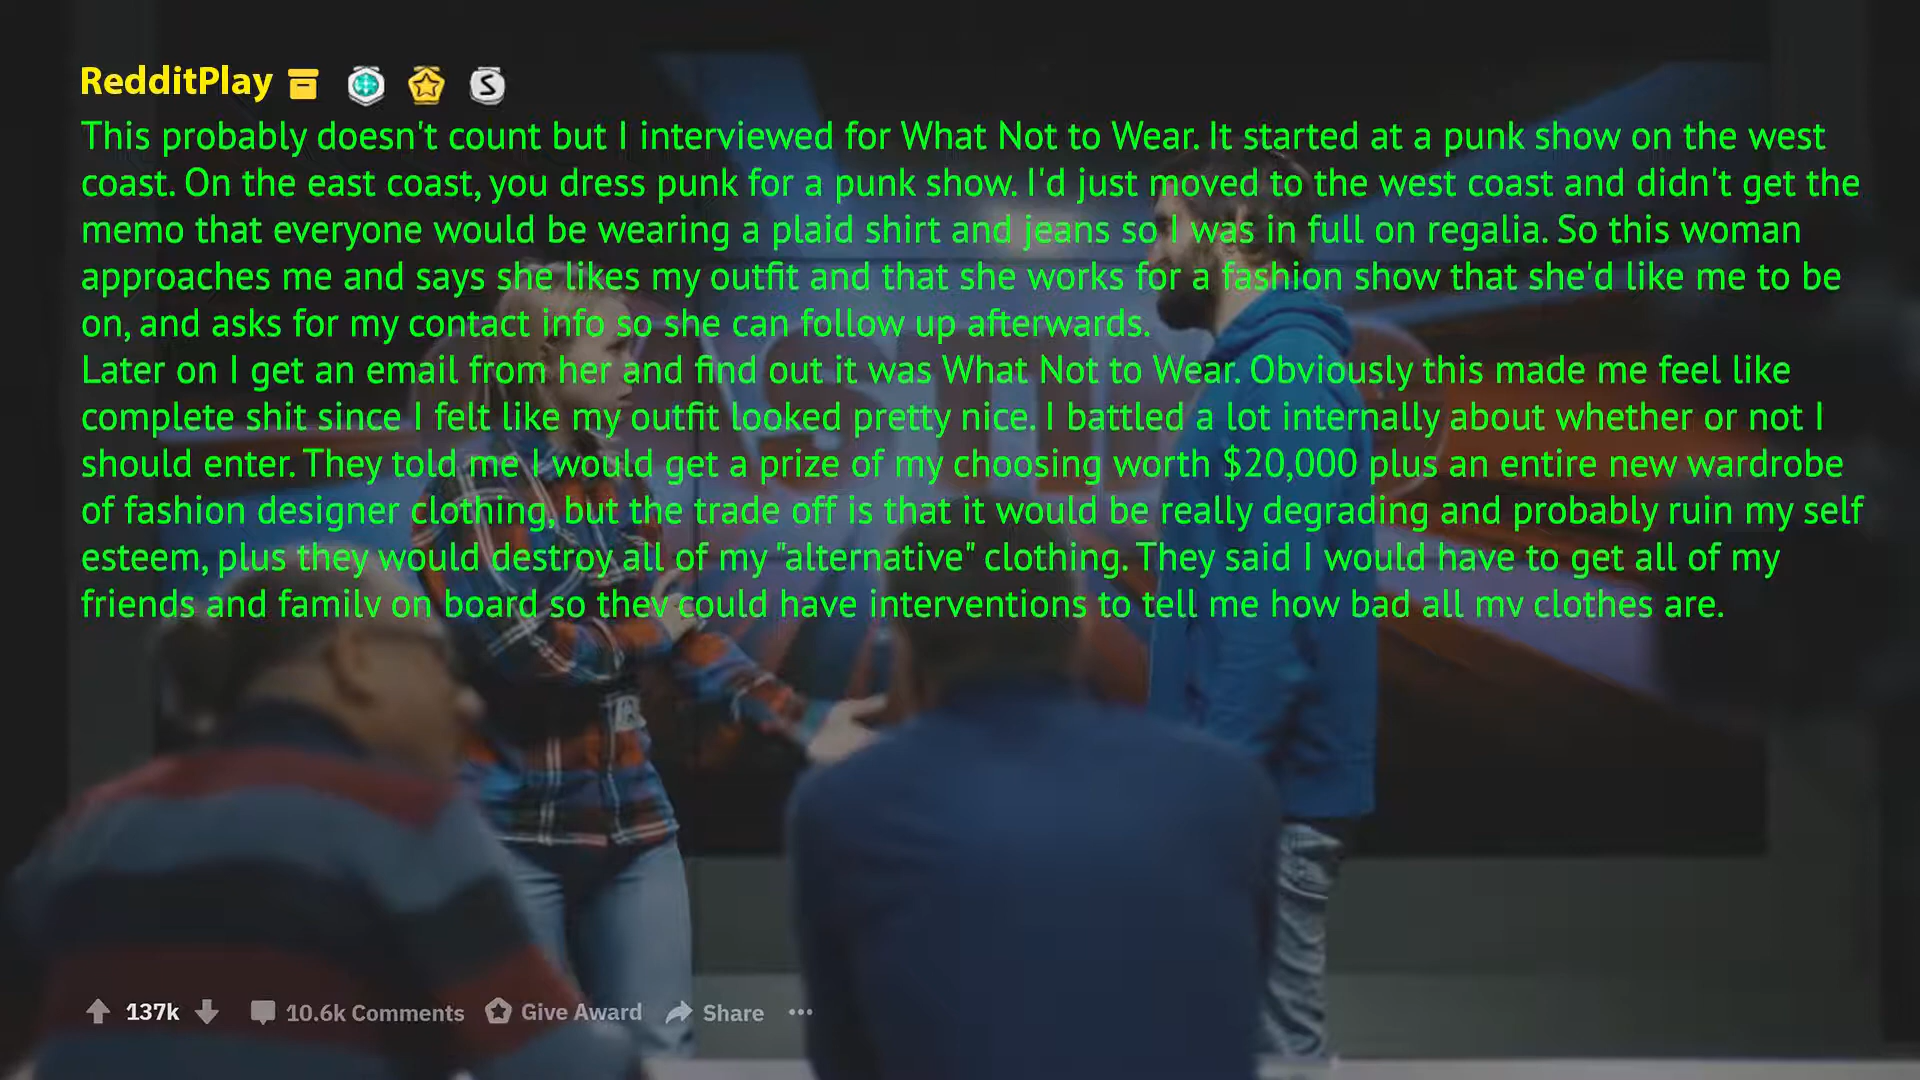 RedditPlay
This probably doesn't count but I interviewed for What Not to Wear. It started at a punk show on the west
coast. On the east coast, you dress punk for a punk show. I'd just moved to the west coast and didn't get the
memo that everyone would be wearing a plaid shirt and jeans so I was in full on regalia. So this woman
approaches me and says she likes my outfit and that she works for a fashion show that she'd like me to be
on, and asks for my contact info so she can follow up afterwards.
Later on I get an email from her and find out it was What Not to Wear. Obviously this made me feel like
complete shit since I felt like my outfit looked pretty nice. I battled a lot internally about whether or not I
should enter. They told me I would get a prize of my choosing worth $20,000 plus an entire new wardrobe
of fashion designer clothing, but the trade off is that it would be really degrading and probably ruin my self
esteem, plus they would destroy all of my "alternative" clothing. They said I would have to get all of my
friends and family on board so they could have interventions to tell me how bad all my clothes are.
137k 10.6k Comments Give Award Share